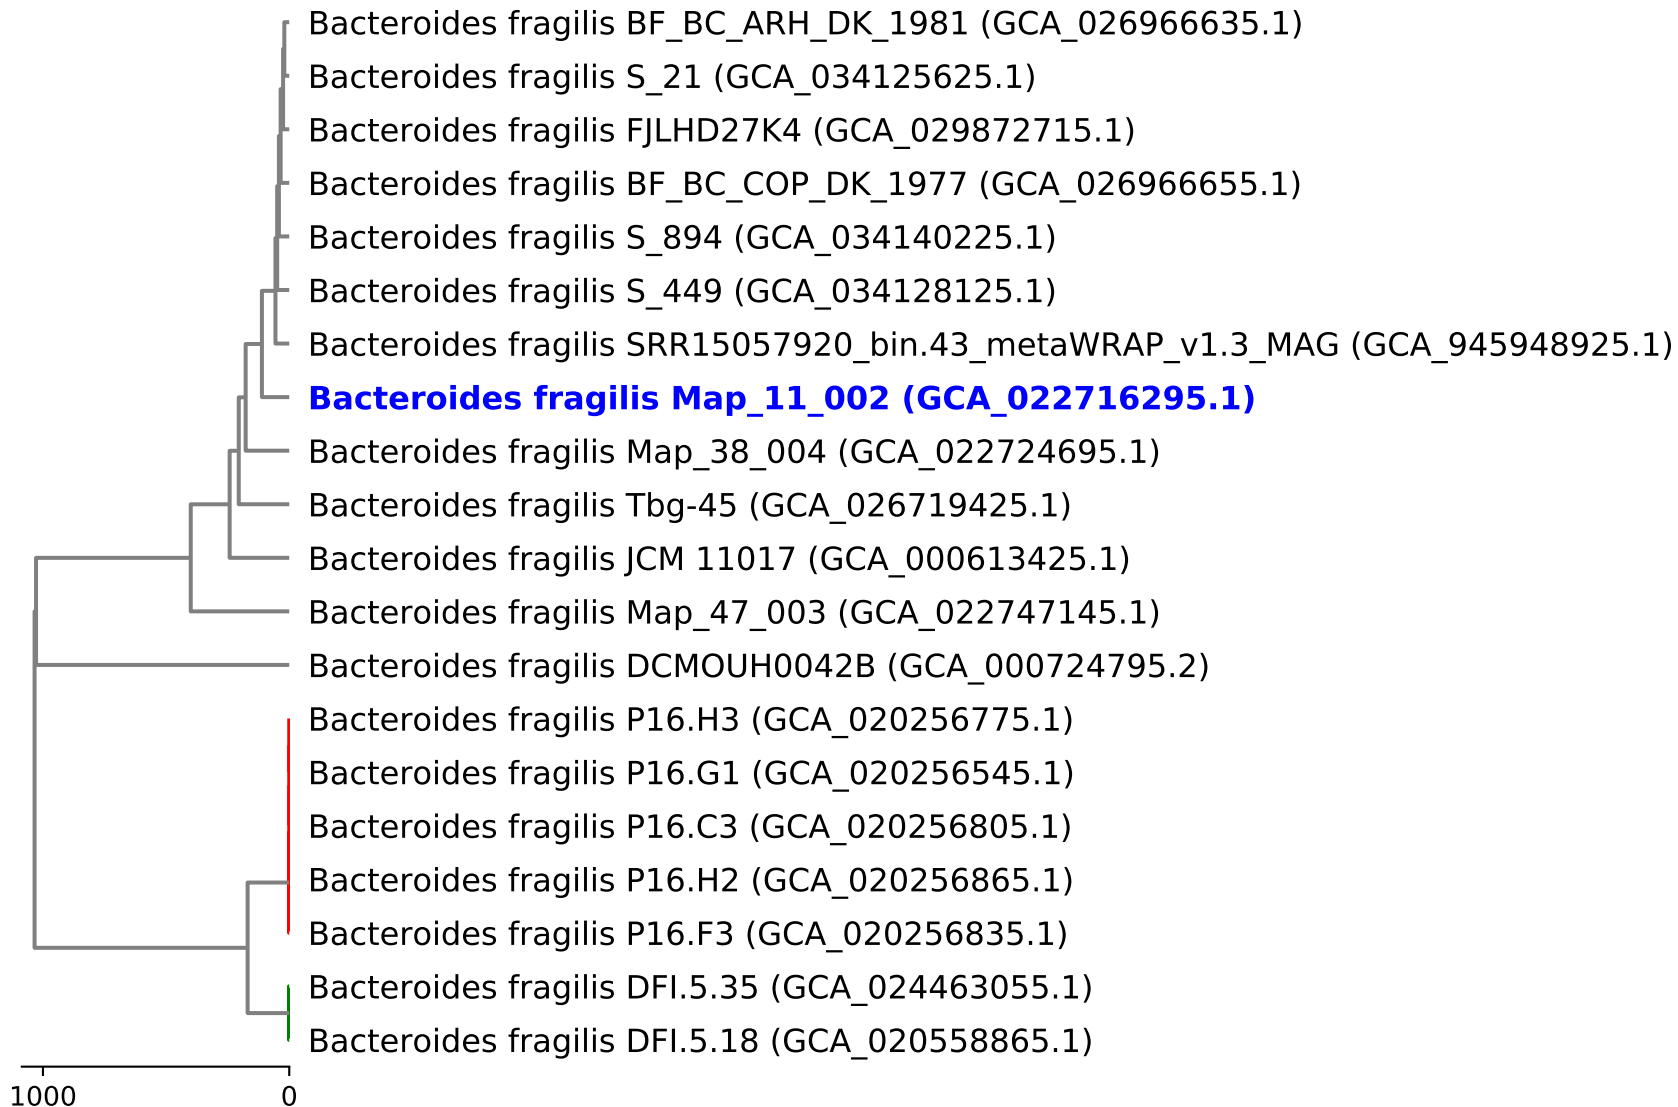 Bacteroides fragilis BF_BC_ARH_DK_1981 (GCA_026966635.1)
Bacteroides fragilis S_21 (GCA_034125625.1)
Bacteroides fragilis FJLHD27K4 (GCA_029872715.1)
Bacteroides fragilis BF_BC_COP_DK_1977 (GCA_026966655.1)
Bacteroides fragilis S_894 (GCA_034140225.1)
Bacteroides fragilis S_449 (GCA_034128125.1)
Bacteroides fragilis SRR15057920_bin.43_metaWRAP_v1.3_MAG (GCA_945948925.1)
Bacteroides fragilis Map_11_002 (GCA_022716295.1)
Bacteroides fragilis Map_38_004 (GCA_022724695.1)
Bacteroides fragilis Tbg-45 (GCA_026719425.1)
Bacteroides fragilis JCM 11017 (GCA_000613425.1)
Bacteroides fragilis Map_47_003 (GCA_022747145.1)
Bacteroides fragilis DCMOUH0042B (GCA_000724795.2)
Bacteroides fragilis P16.H3 (GCA_020256775.1)
Bacteroides fragilis P16.G1 (GCA_020256545.1)
Bacteroides fragilis P16.C3 (GCA_020256805.1)
Bacteroides fragilis P16.H2 (GCA_020256865.1)
Bacteroides fragilis P16.F3 (GCA_020256835.1)
Bacteroides fragilis DFI.5.35 (GCA_024463055.1)
Bacteroides fragilis DFI.5.18 (GCA_020558865.1)
1000 0